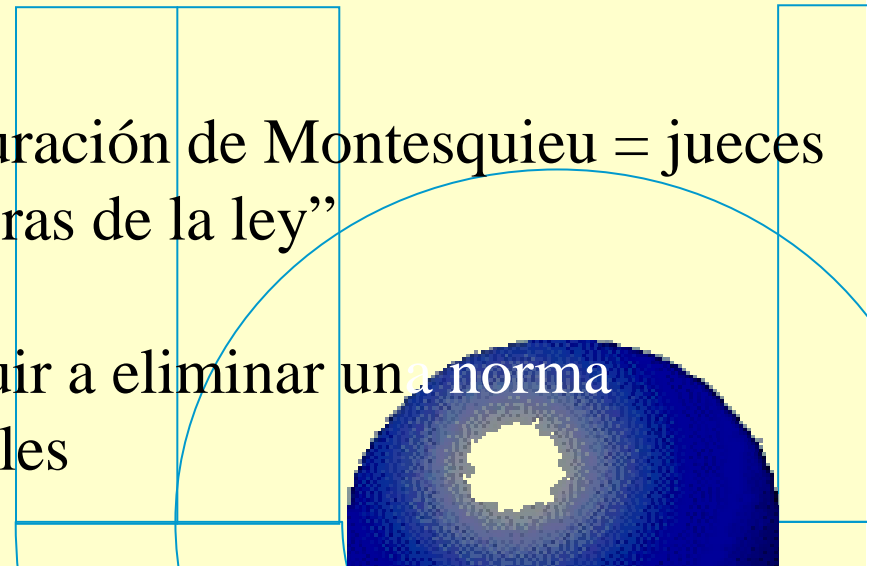 uración de Montesquieu = jueces
ras de la ley”
uir a eliminar una norma
les